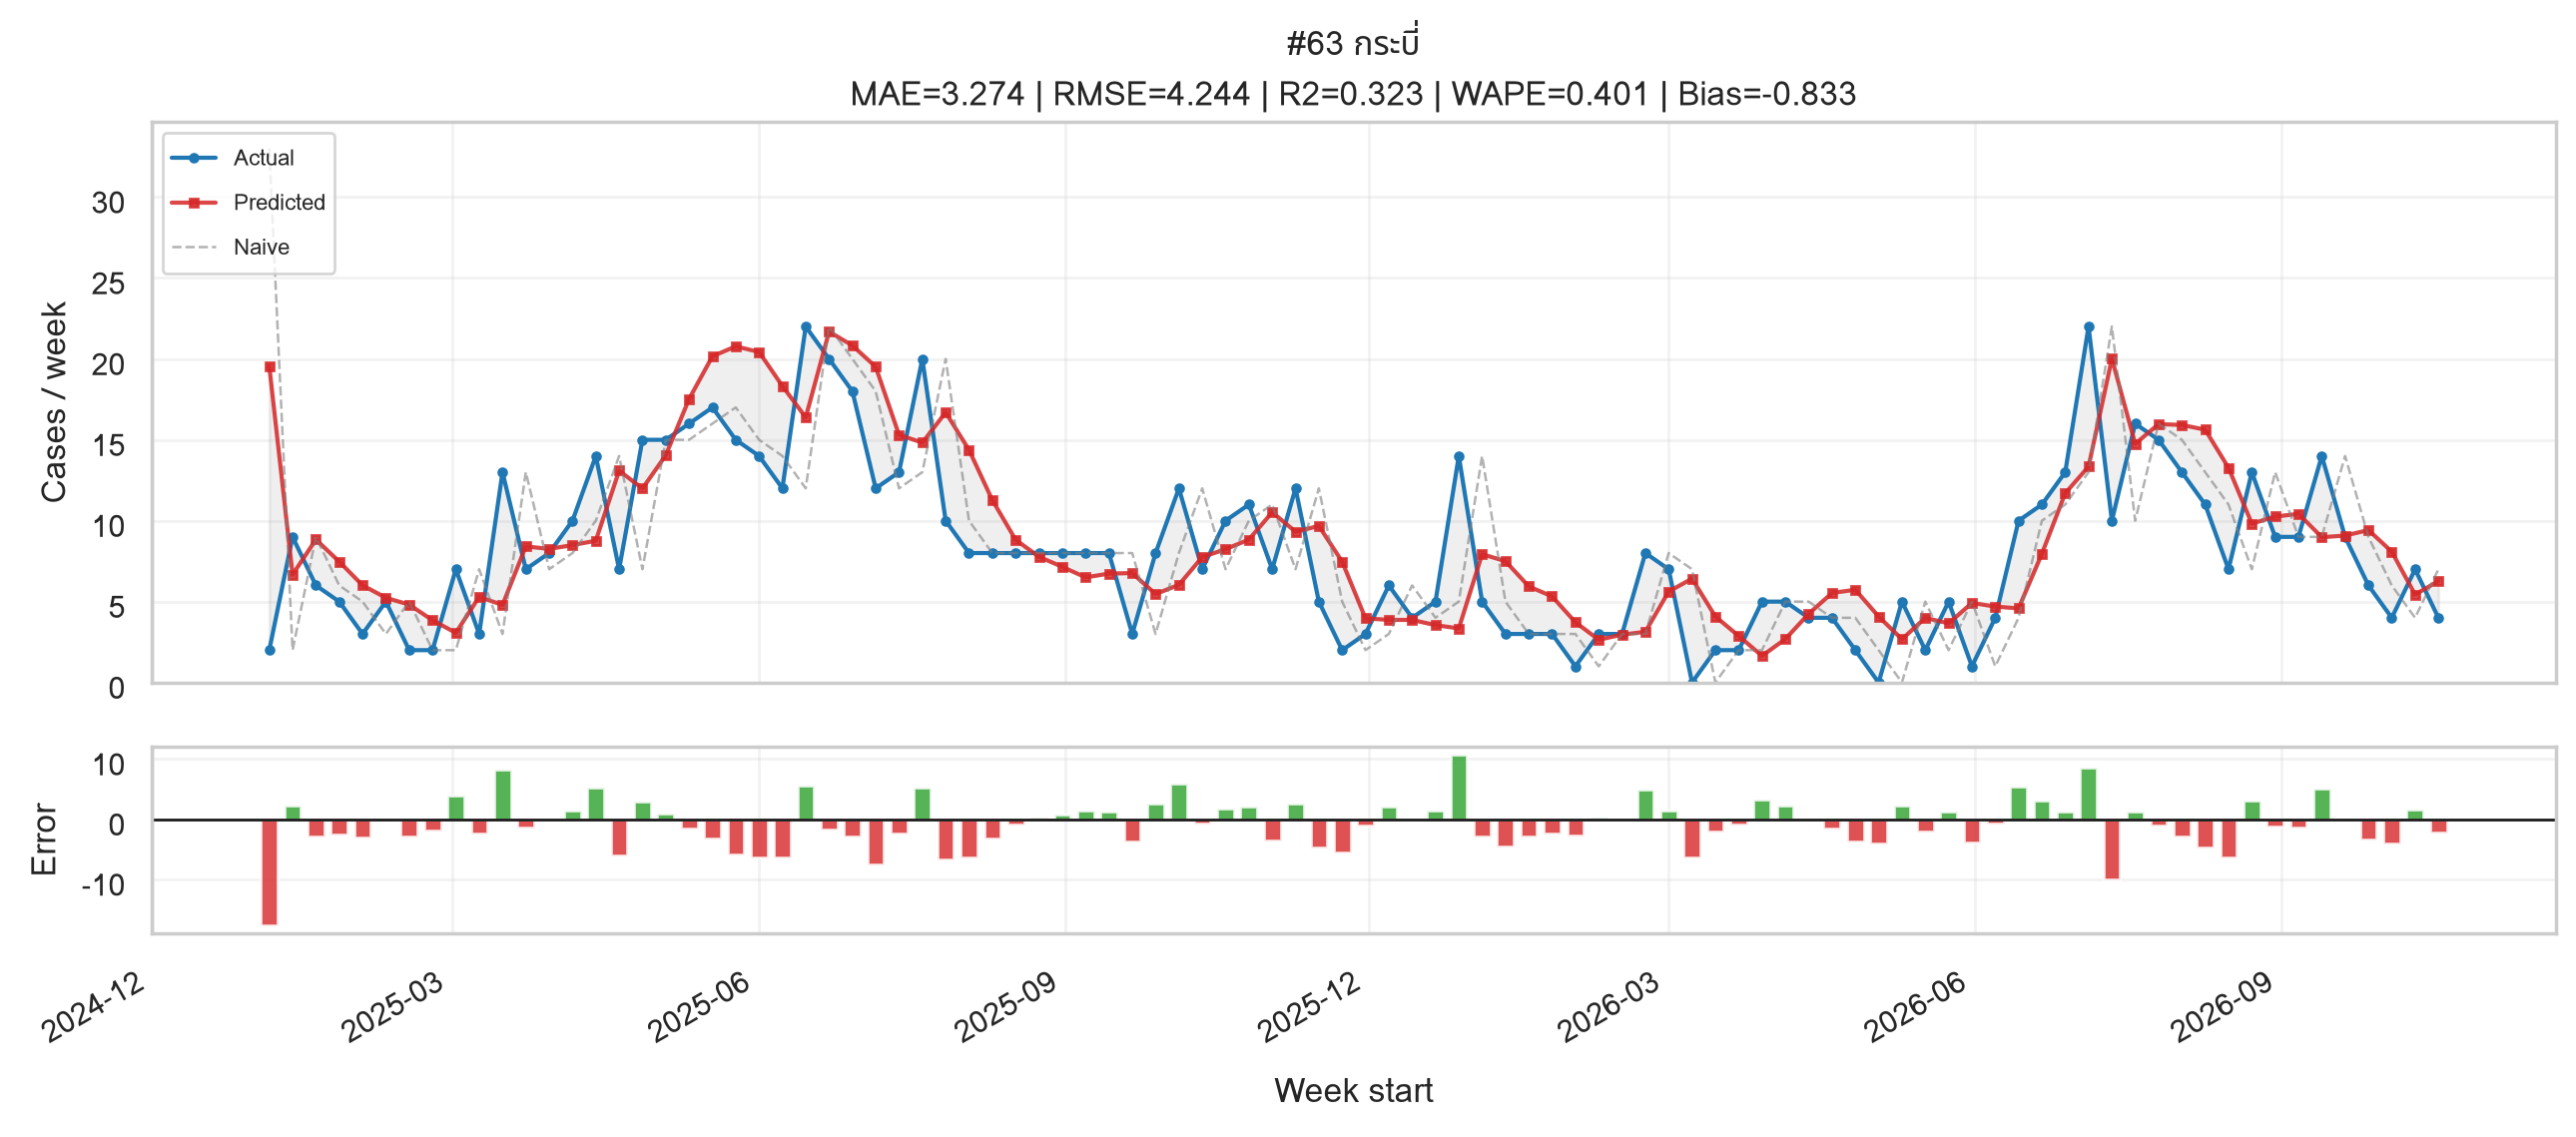 #63 กระบี่
MAE=3.274 | RMSE=4.244 | R2=0.323 | WAPE=0.401 | Bias=-0.833
Actual
Predicted
Naive
Cases / week
30
25
20
15
10
5
0
Error
10
0
-10
2024-12
2025-03
2025-06
2025-09
2025-12
2026-03
2026-06
2026-09
Week start